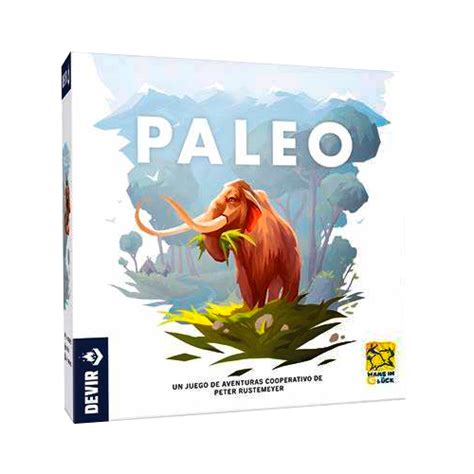 PALEO
UN JUEGO DE AVENTURAS COOPERATIVO DE
PETER RUSTEMEYER
DEVIR
HANS IM
GLÜCK